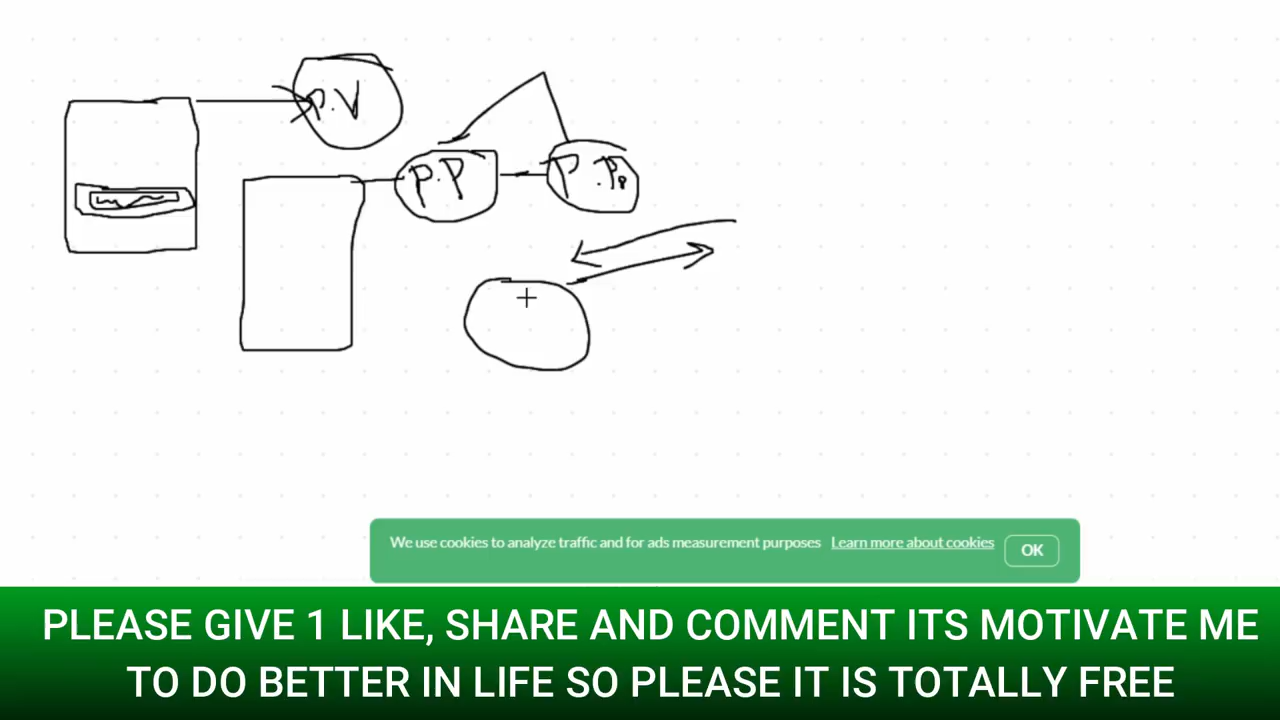 P.V
P.P
P.P.
We use cookies to analyze traffic and for ads measurement purposes Learn more about cookies
OK
PLEASE GIVE 1 LIKE, SHARE AND COMMENT ITS MOTIVATE ME
TO DO BETTER IN LIFE SO PLEASE IT IS TOTALLY FREE